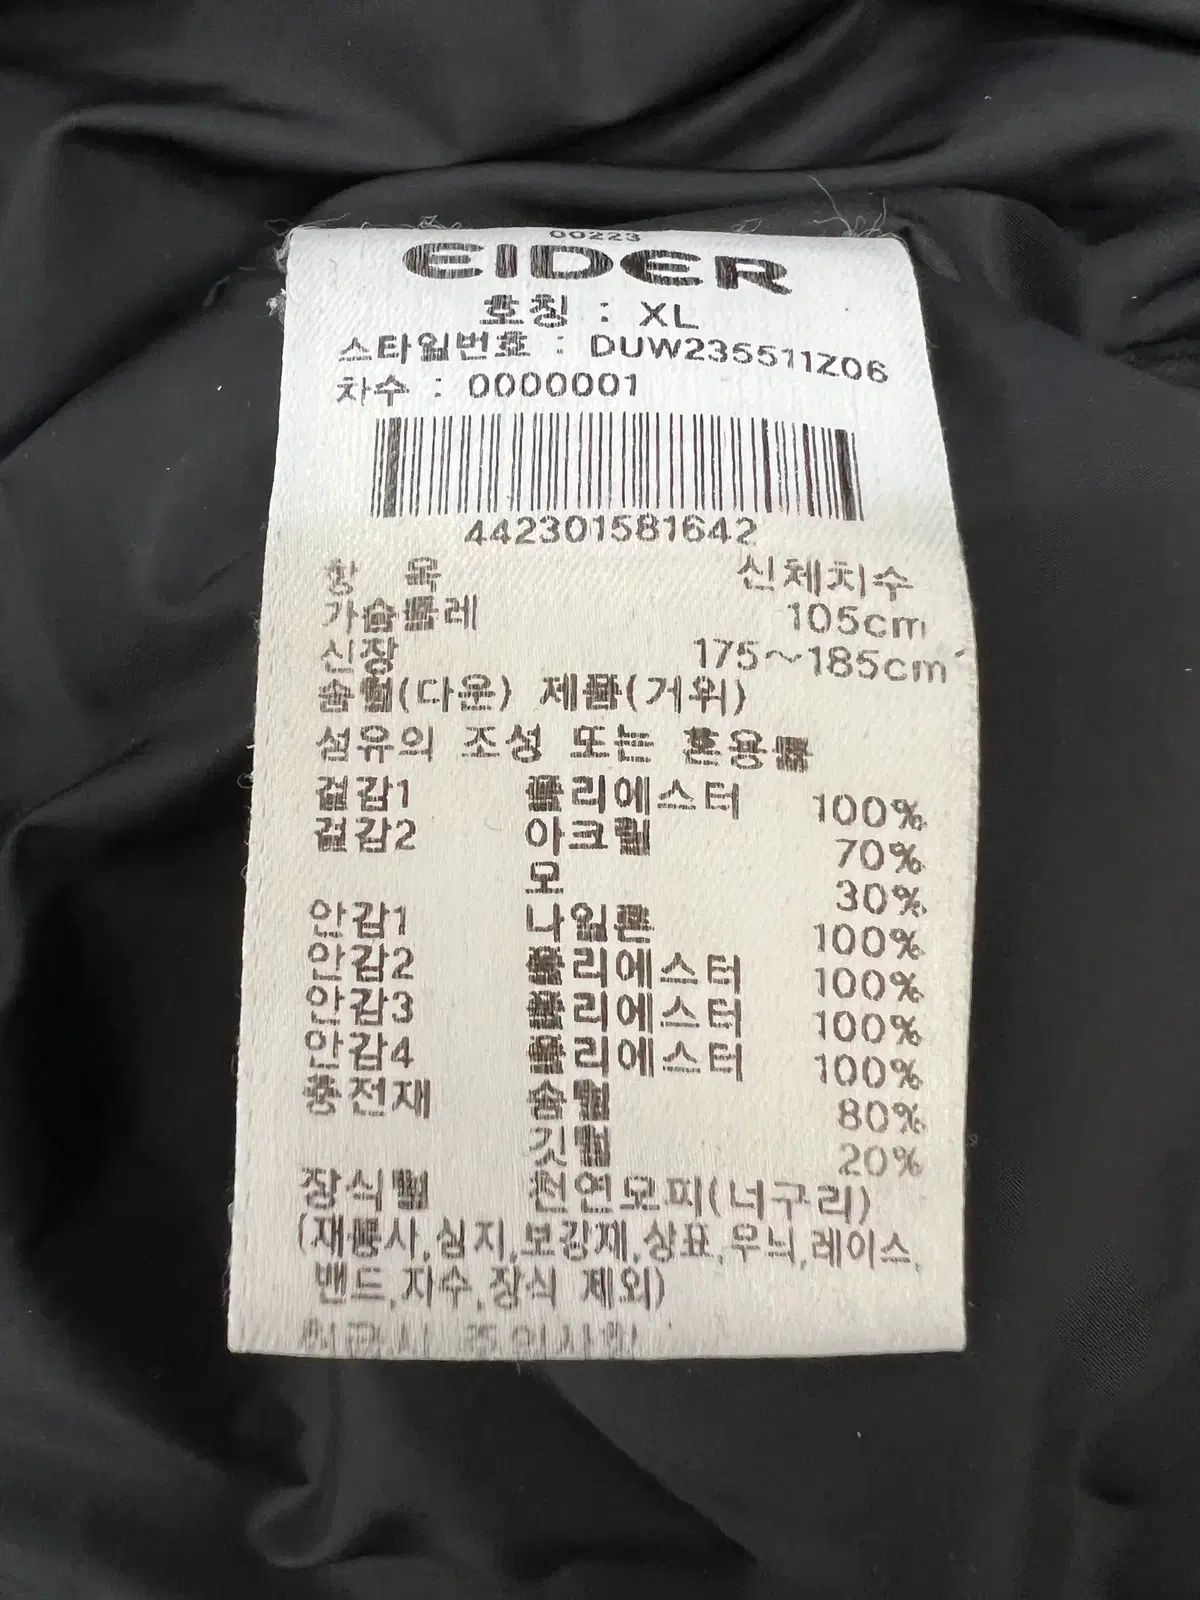 00223
EIDER
호칭 : XL
스타일번호 : DUW235511Z06
차수 : 0000001
442301581642
항 목 신체치수
가슴둘레 105cm
신장 175~185cm
솜털(다운) 제품(거위)
섬유의 조성 또는 혼용률
겉감1 폴리에스터 100%
겉감2 아크릴 70%
모 30%
안감1 나일론 100%
안감2 폴리에스터 100%
안감3 폴리에스터 100%
안감4 폴리에스터 100%
충전재 솜털 80%
깃털 20%
장식털 천연모피(너구리)
(재봉사,심지,보강재,상표,무늬,레이스,
밴드,자수,장식 제외)